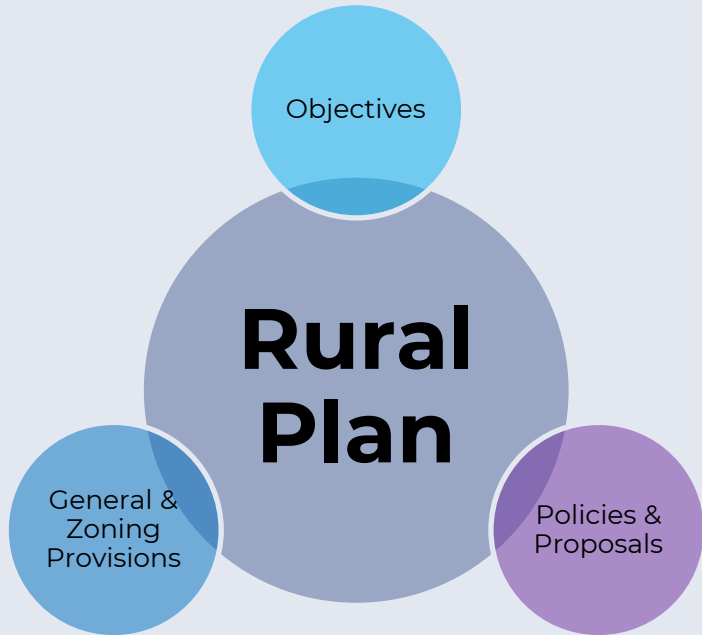 Objectives
Rural
Plan
General &
Zoning
Provisions
Policies &
Proposals